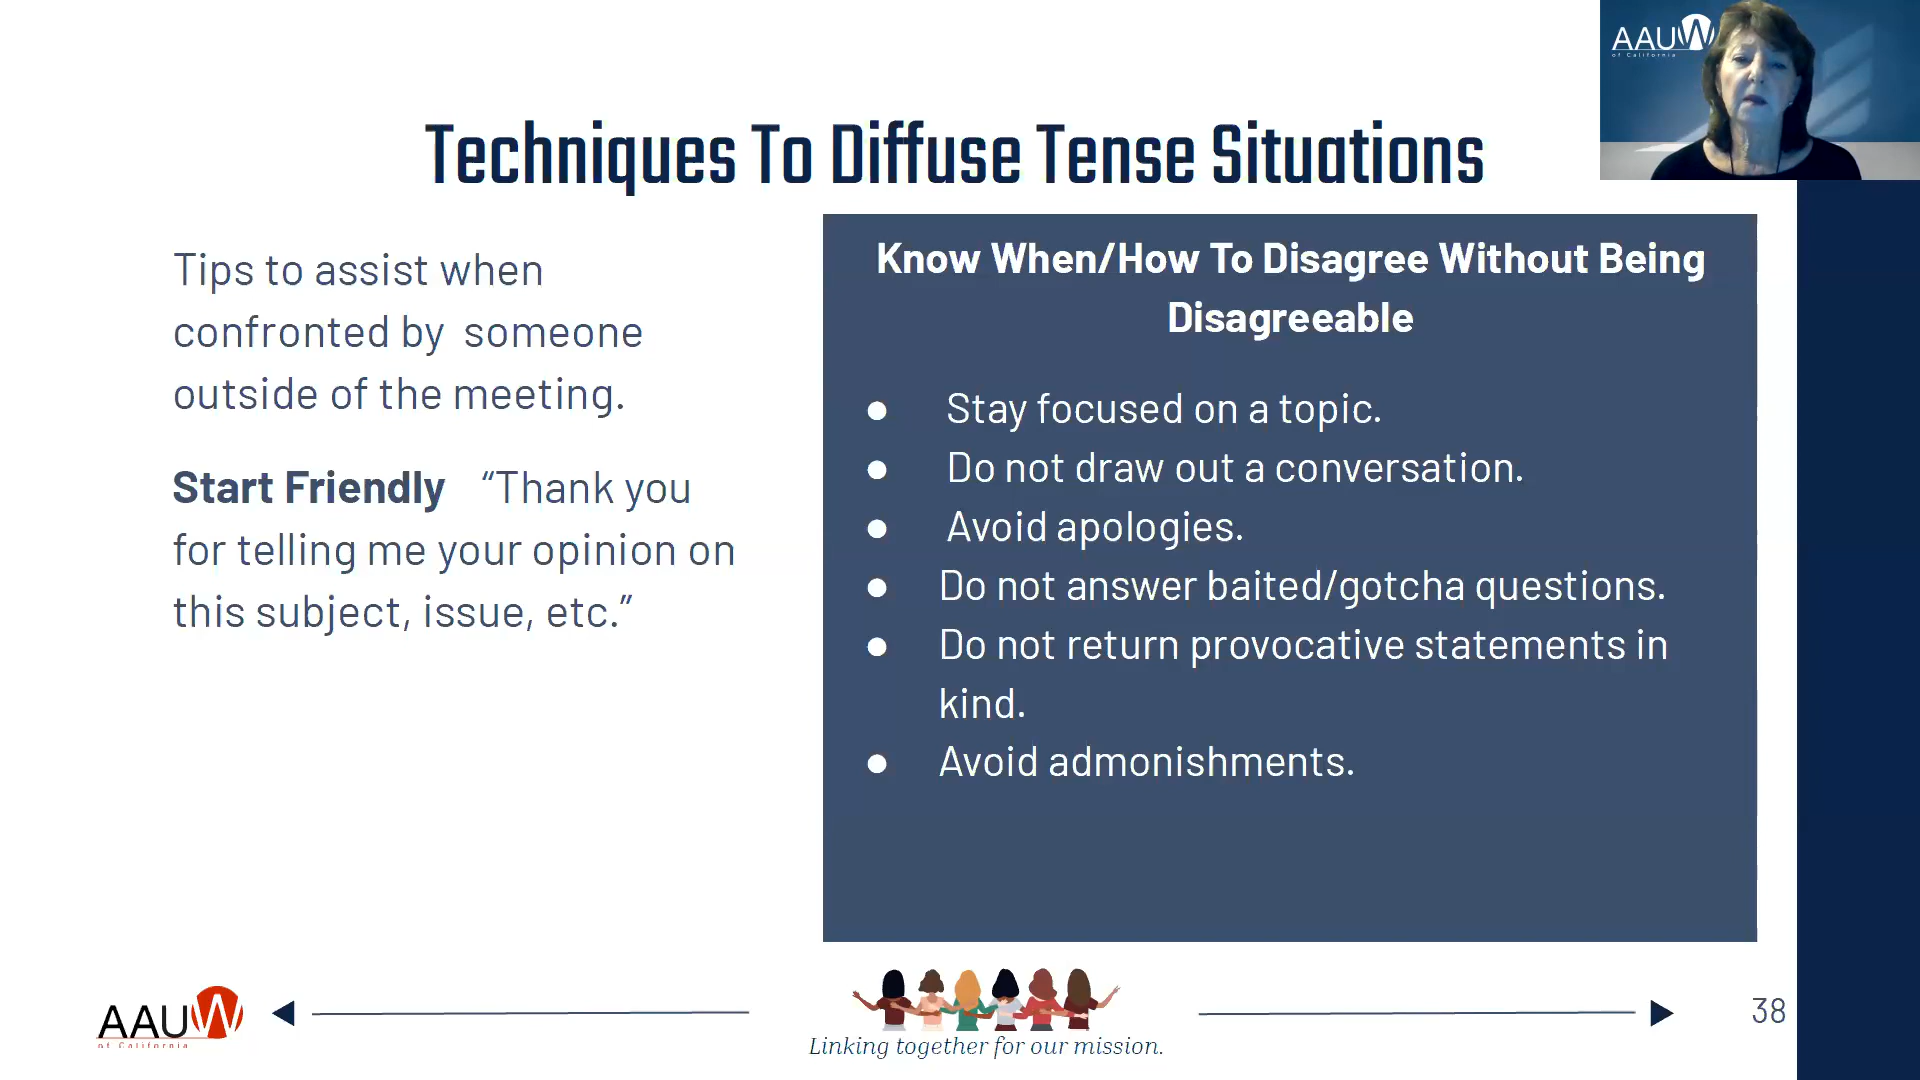 AAUW
of California
Techniques To Diffuse Tense Situations
Tips to assist when
confronted by someone
outside of the meeting.
Start Friendly “Thank you
for telling me your opinion on
this subject, issue, etc.”
Know When/How To Disagree Without Being
Disagreeable
● Stay focused on a topic.
● Do not draw out a conversation.
● Avoid apologies.
● Do not answer baited/gotcha questions.
● Do not return provocative statements in
kind.
● Avoid admonishments.
AAUW
of California
Linking together for our mission.
38